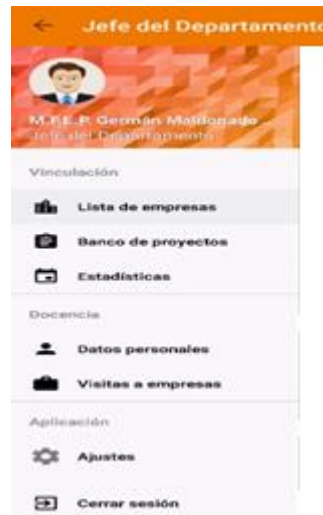 Jefe del Departamento
M.P.E.P. Germán Maldonado
Jefe del Departamento
Vinculación
Lista de empresas
Banco de proyectos
Estadísticas
Docencia
Datos personales
Visitas a empresas
Aplicación
Ajustes
Cerrar sesión